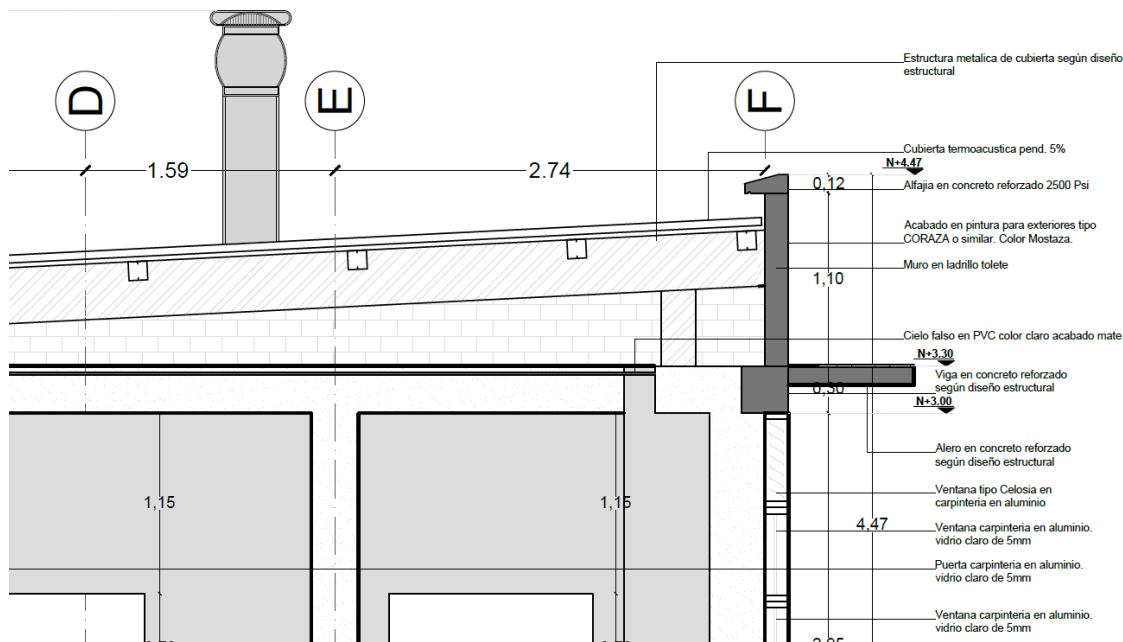 Estructura metalica de cubierta según diseño
estructural
D
E
F
Cubierta termoacustica pend. 5%
N+4.47
1.59
2.74
0,12
Alfajia en concreto reforzado 2500 Psi
Acabado en pintura para exteriores tipo
CORAZA o similar. Color Mostaza.
Muro en ladrillo tolete
1,10
Cielo falso en PVC color claro acabado mate
N+3.30
Viga en concreto reforzado
según diseño estructural
0,30
N+3.00
Alero en concreto reforzado
según diseño estructural
Ventana tipo Celosia en
carpinteria en aluminio
1,15
1,15
4,47
Ventana carpinteria en aluminio.
vidrio claro de 5mm
Puerta carpinteria en aluminio.
vidrio claro de 5mm
Ventana carpinteria en aluminio.
vidrio claro de 5mm